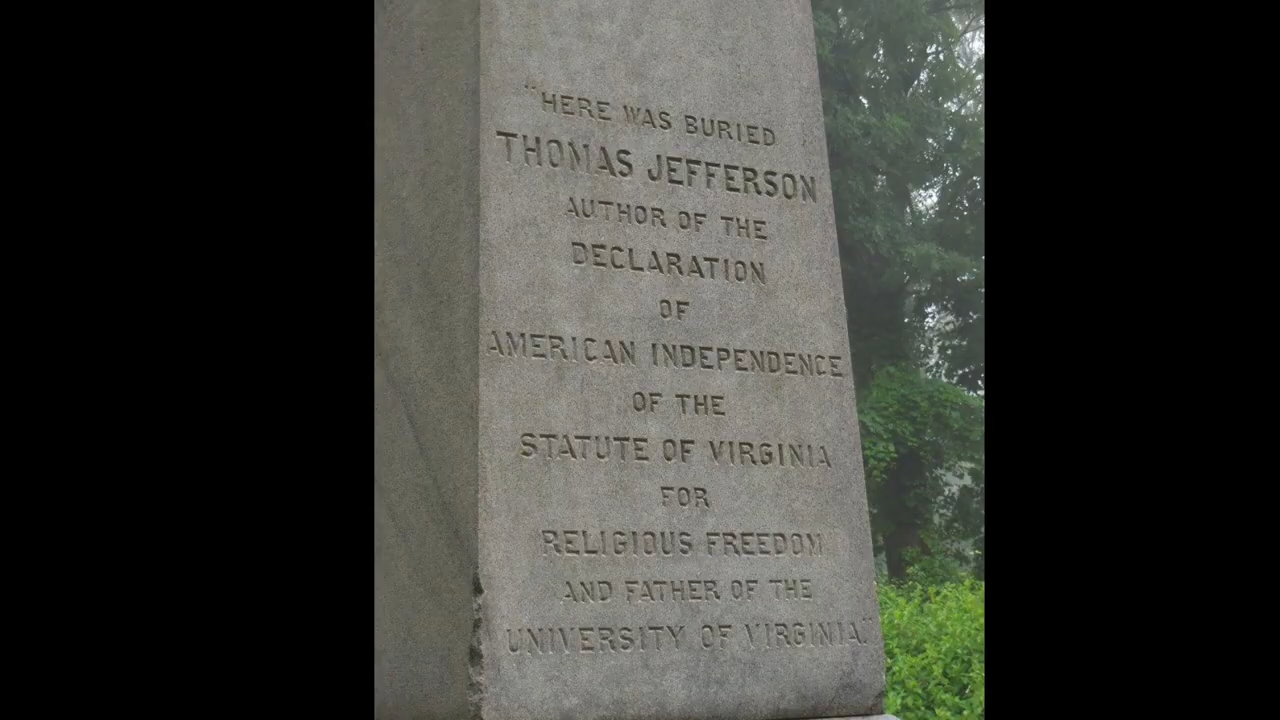 "HERE WAS BURIED
THOMAS JEFFERSON
AUTHOR OF THE
DECLARATION
OF
AMERICAN INDEPENDENCE
OF THE
STATUTE OF VIRGINIA
FOR
RELIGIOUS FREEDOM
AND FATHER OF THE
UNIVERSITY OF VIRGINIA."